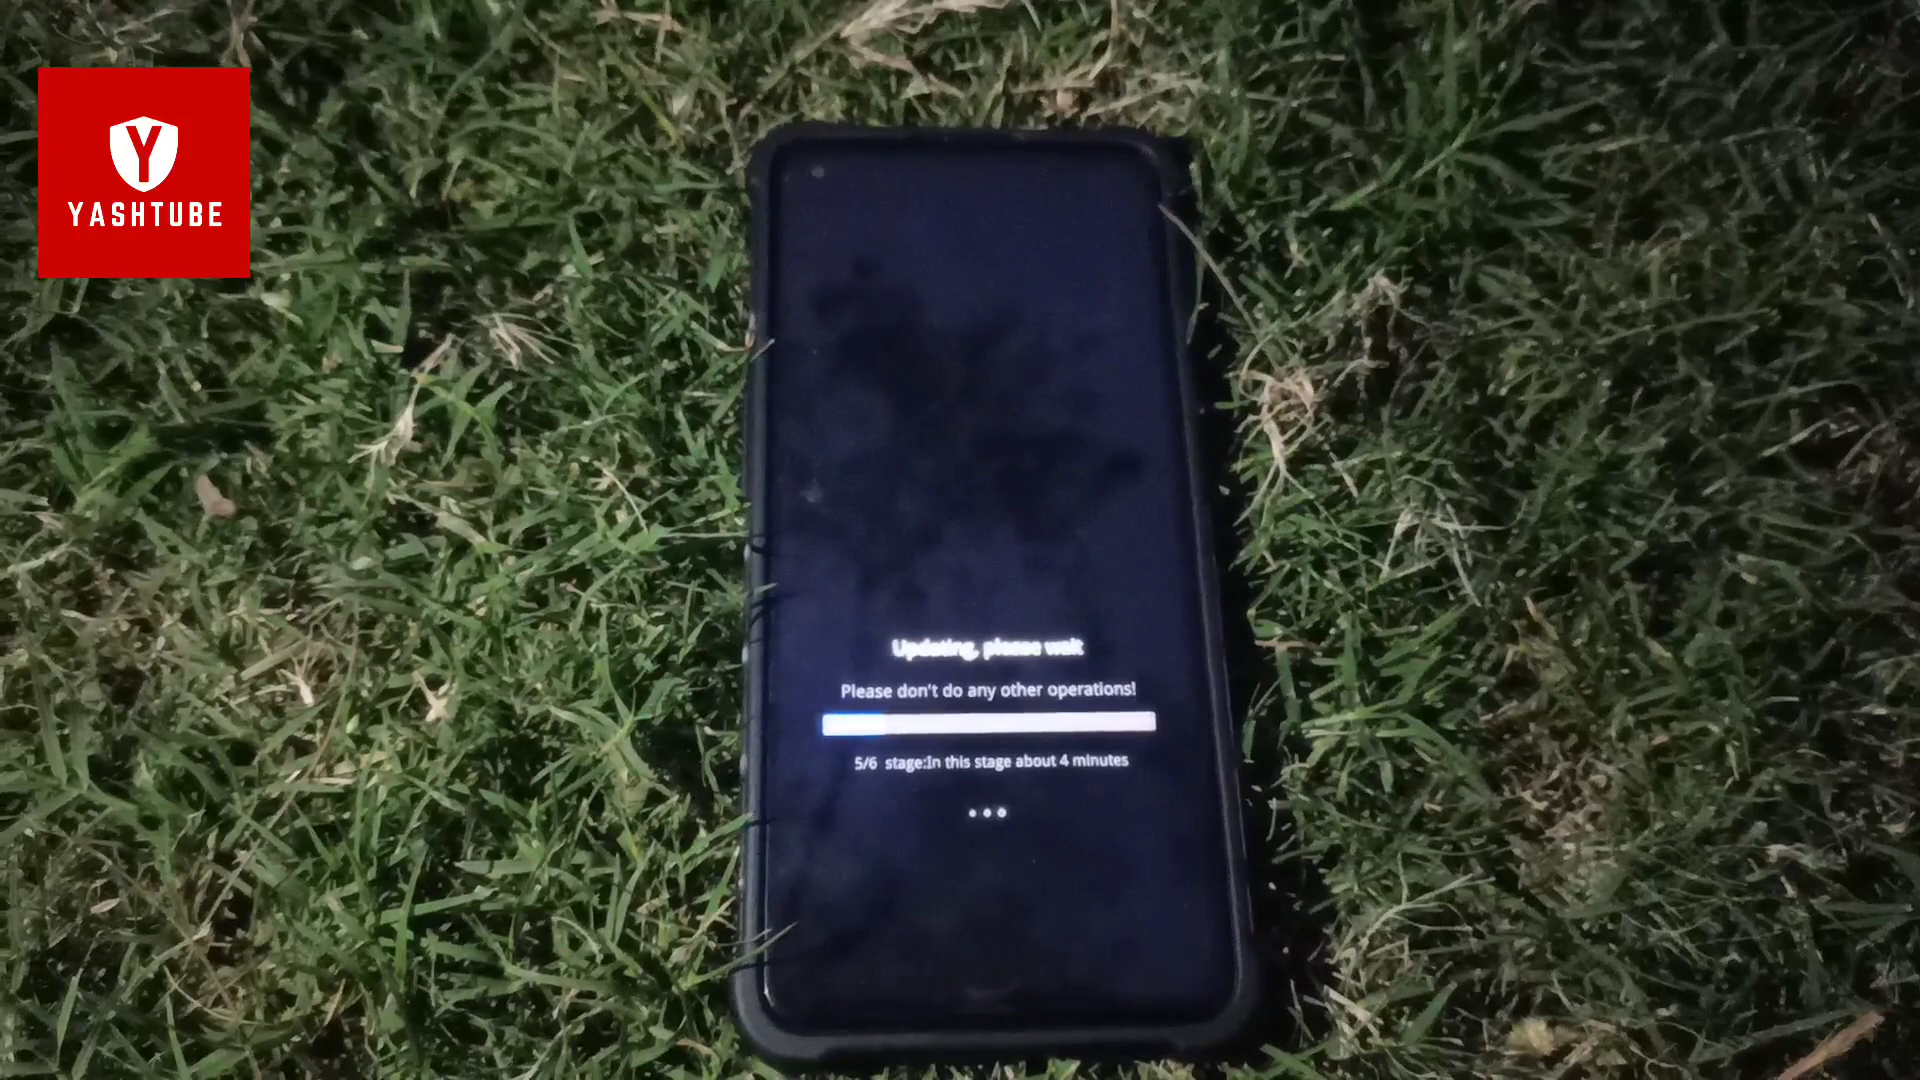 Y
YASHTUBE
Updating, please wait
Please don't do any other operations!
5/6 stage:In this stage about 4 minutes